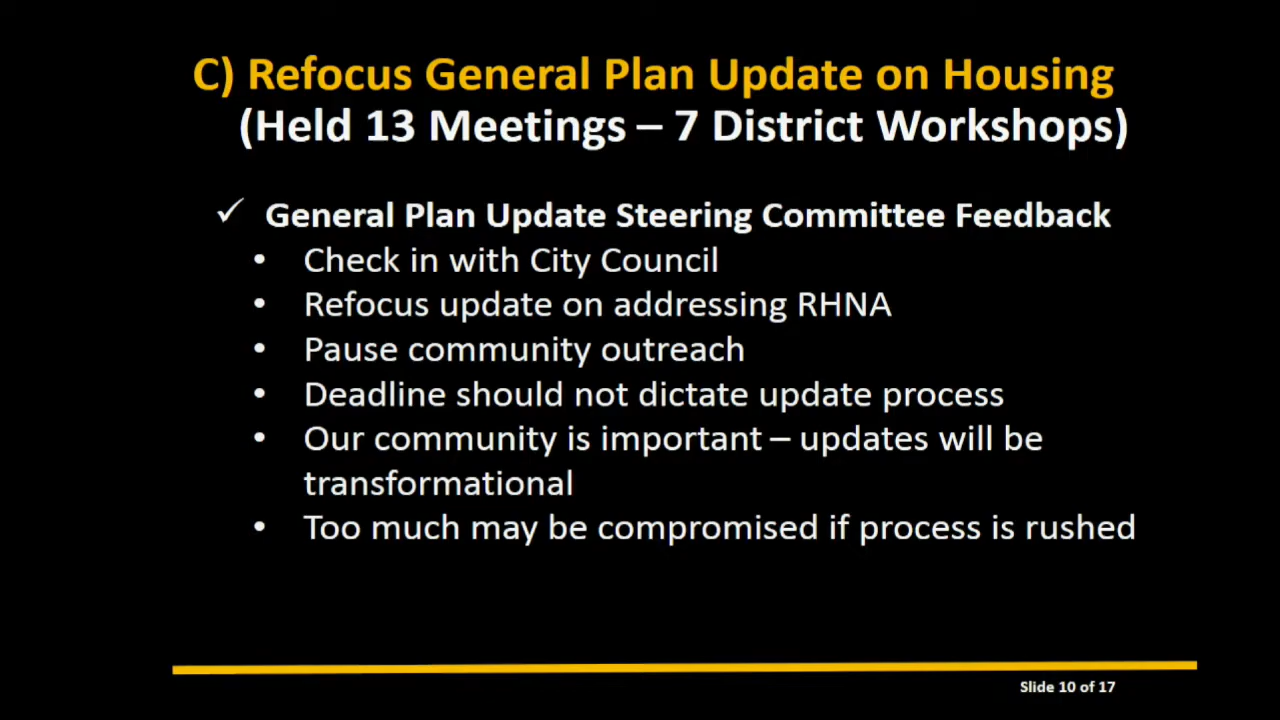 C) Refocus General Plan Update on Housing
(Held 13 Meetings – 7 District Workshops)
✓ General Plan Update Steering Committee Feedback
• Check in with City Council
• Refocus update on addressing RHNA
• Pause community outreach
• Deadline should not dictate update process
• Our community is important – updates will be
transformational
• Too much may be compromised if process is rushed
Slide 10 of 17